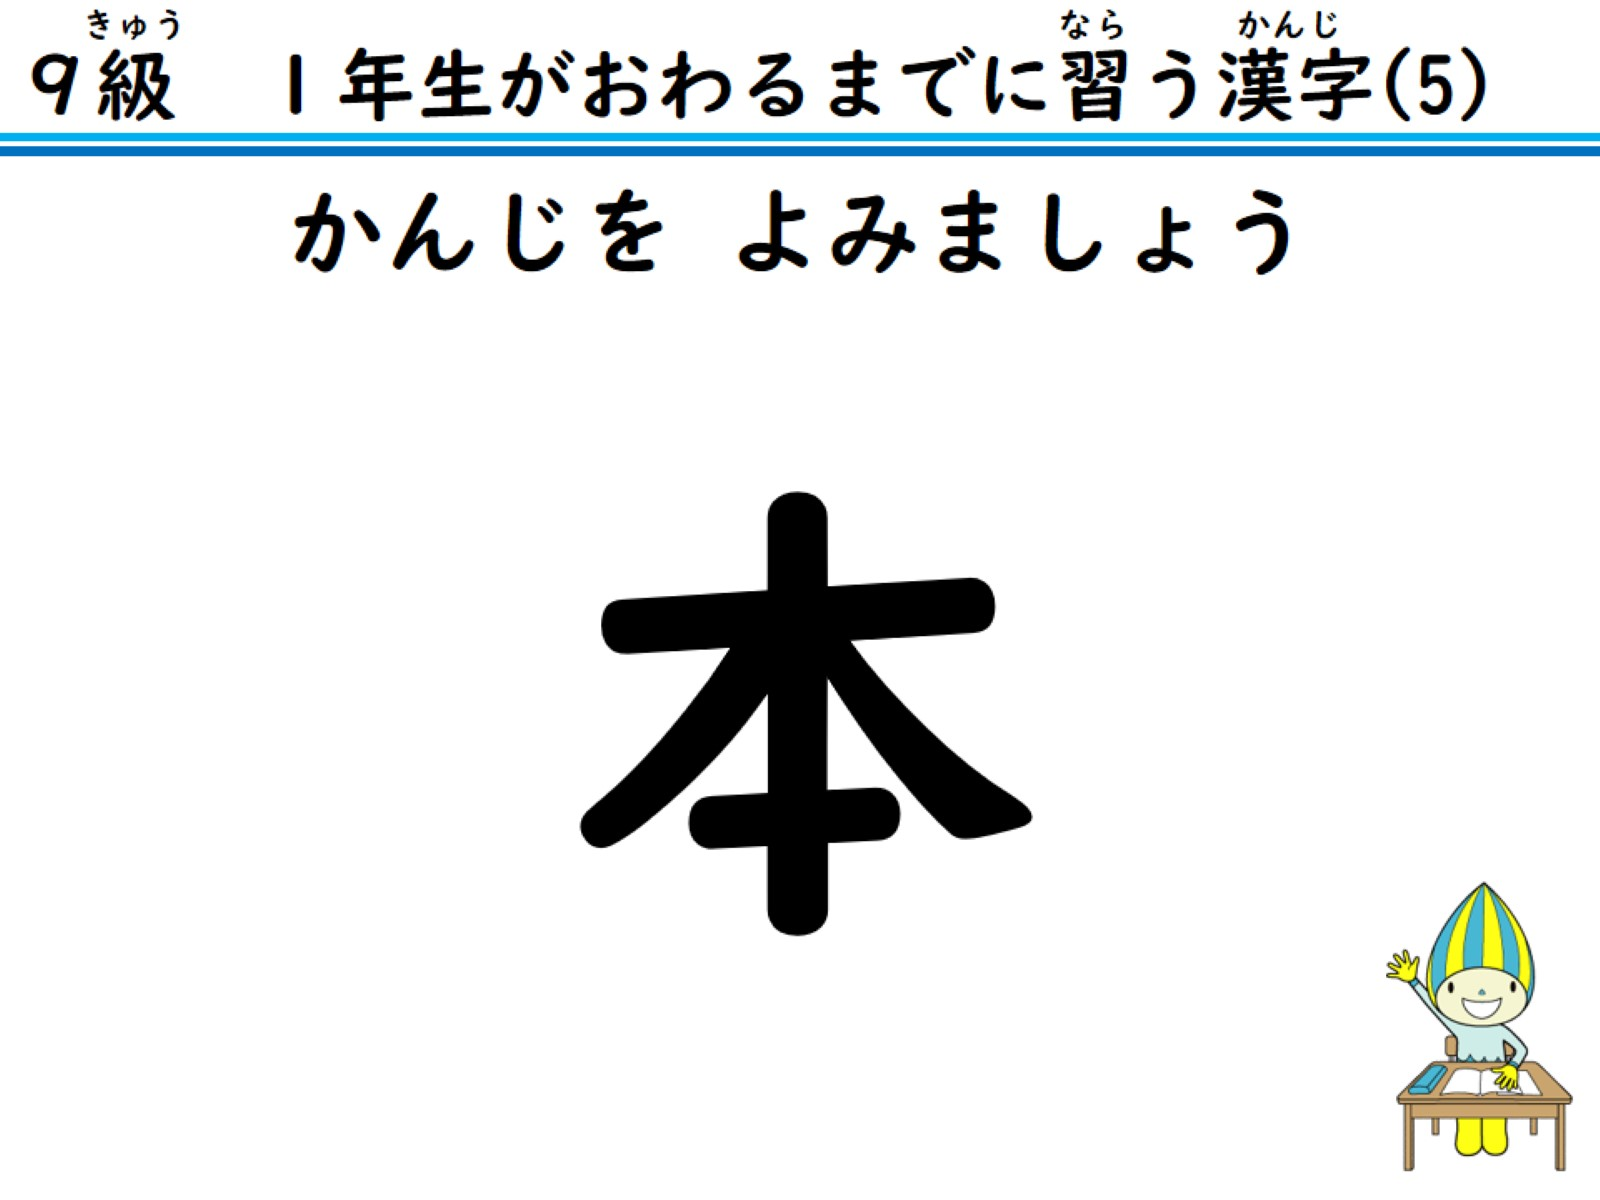 きゅう なら かんじ
9級 1年生がおわるまでに習う漢字(5)
かんじを よみましょう
本